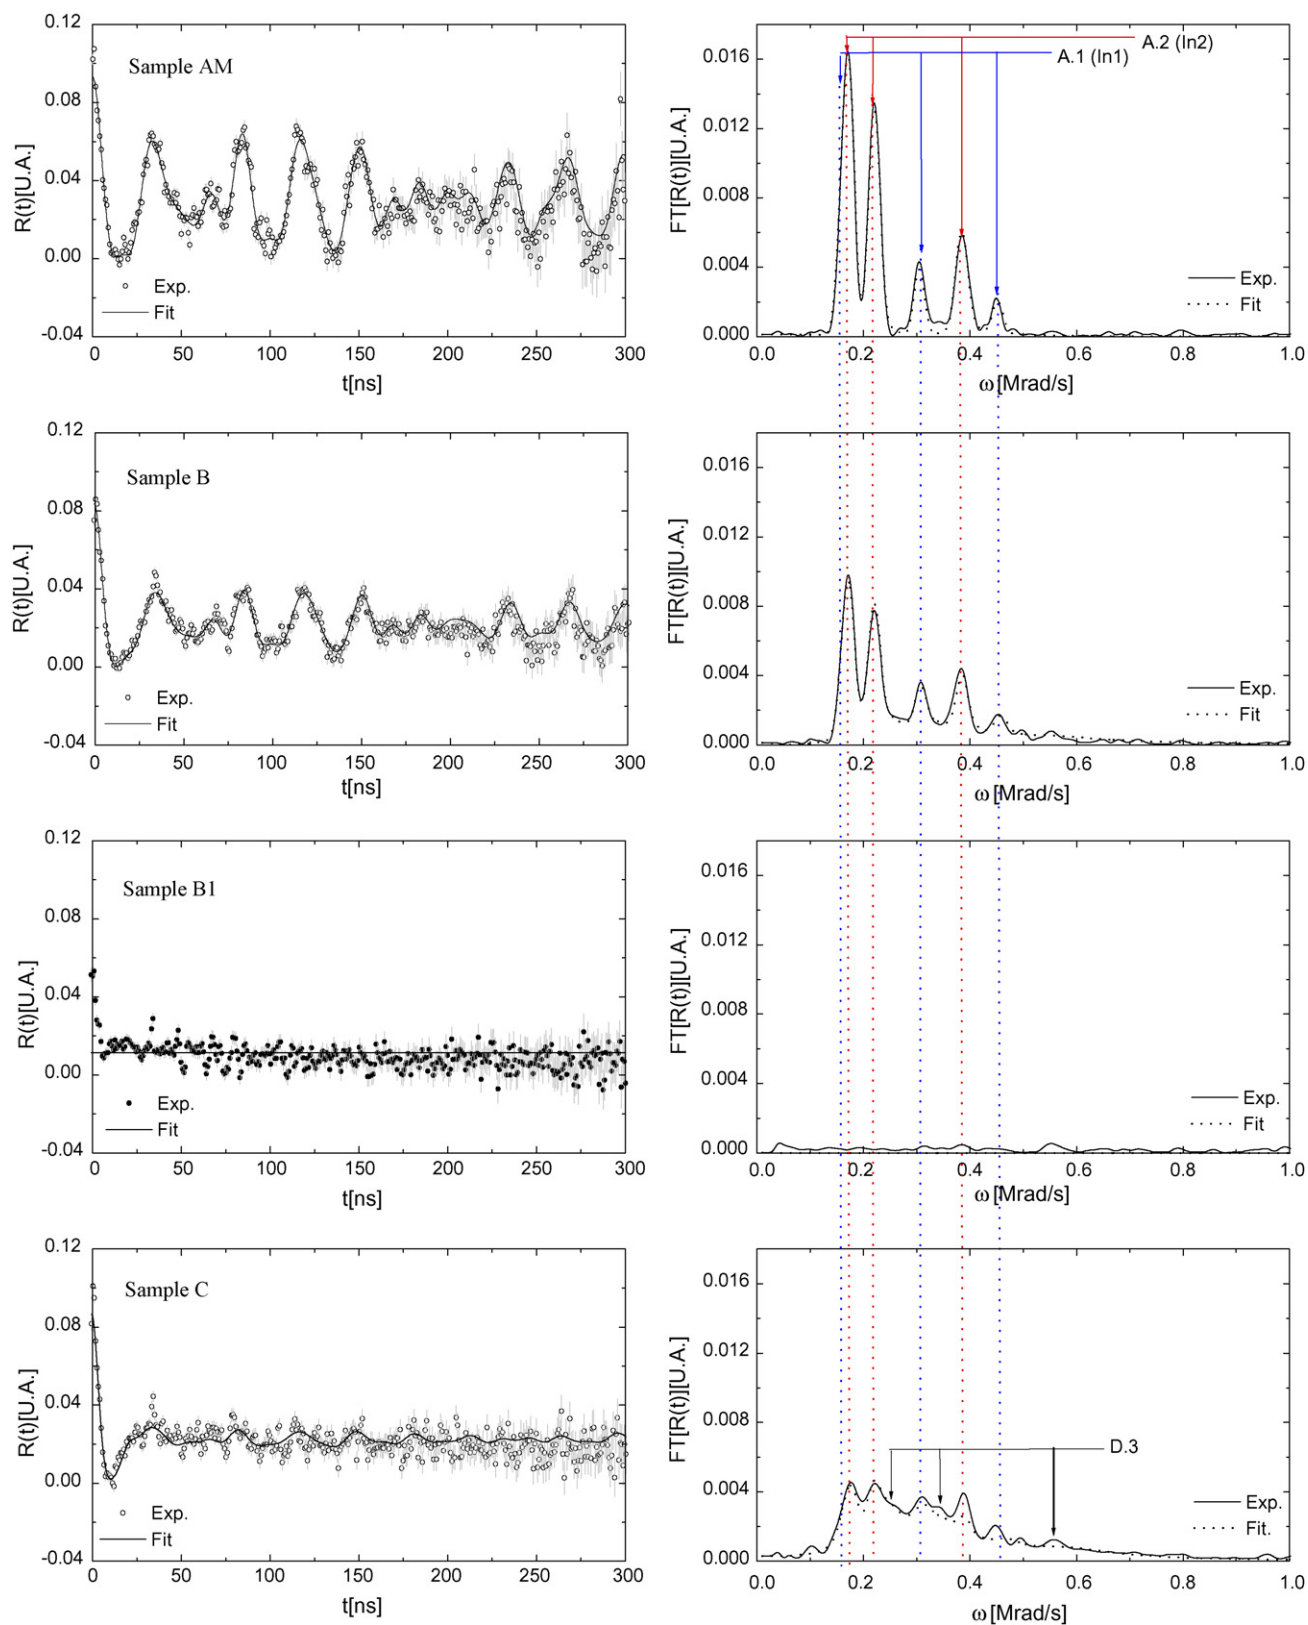 0.12
0.08
0.04
0.00
-0.04
R(t)[U.A.]
Sample AM
Exp.
Fit
0 50 100 150 200 250 300
t[ns]
0.016
0.012
0.008
0.004
0.000
FT[R(t)][U.A.]
A.2 (In2)
A.1 (In1)
Exp.
Fit
0.0 0.2 0.4 0.6 0.8 1.0
ω[Mrad/s]
0.12
0.08
0.04
0.00
-0.04
R(t)[U.A.]
Sample B
Exp.
Fit
0 50 100 150 200 250 300
t[ns]
0.016
0.012
0.008
0.004
0.000
FT[R(t)][U.A.]
Exp.
Fit
0.0 0.2 0.4 0.6 0.8 1.0
ω[Mrad/s]
0.12
0.08
0.04
0.00
-0.04
R(t)[U.A.]
Sample B1
Exp.
Fit
0 50 100 150 200 250 300
t[ns]
0.016
0.012
0.008
0.004
0.000
FT[R(t)][U.A.]
Exp.
Fit
0.0 0.2 0.4 0.6 0.8 1.0
ω[Mrad/s]
0.12
0.08
0.04
0.00
-0.04
R(t)[U.A.]
Sample C
Exp.
Fit
0 50 100 150 200 250 300
t[ns]
0.016
0.012
0.008
0.004
0.000
FT[R(t)][U.A.]
D.3
Exp.
Fit.
0.0 0.2 0.4 0.6 0.8 1.0
ω[Mrad/s]